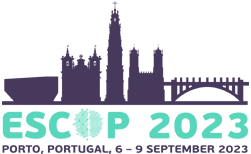 ESCOP 2023
PORTO, PORTUGAL, 6 – 9 SEPTEMBER 2023